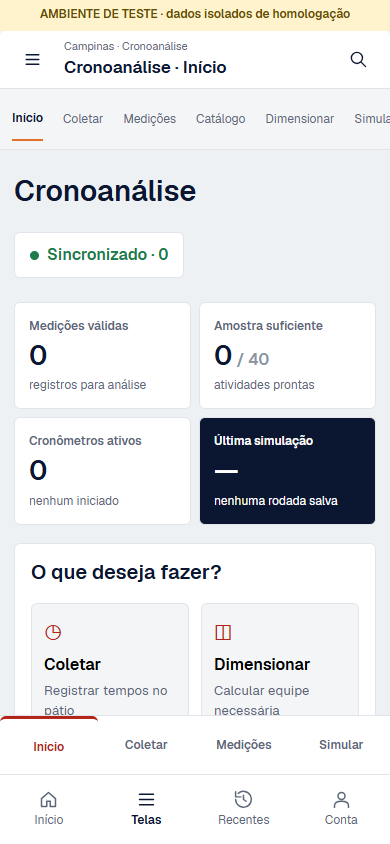 AMBIENTE DE TESTE · dados isolados de homologação
Campinas · Cronoanálise
Cronoanálise · Início
Início Coletar Medições Catálogo Dimensionar Simula
Cronoanálise
Sincronizado · 0
Medições válidas
0
registros para análise
Amostra suficiente
0 / 40
atividades prontas
Cronômetros ativos
0
nenhum iniciado
Última simulação
—
nenhuma rodada salva
O que deseja fazer?
Coletar
Registrar tempos no
pátio
Dimensionar
Calcular equipe
necessária
Início Coletar Medições Simular
Início Telas Recentes Conta